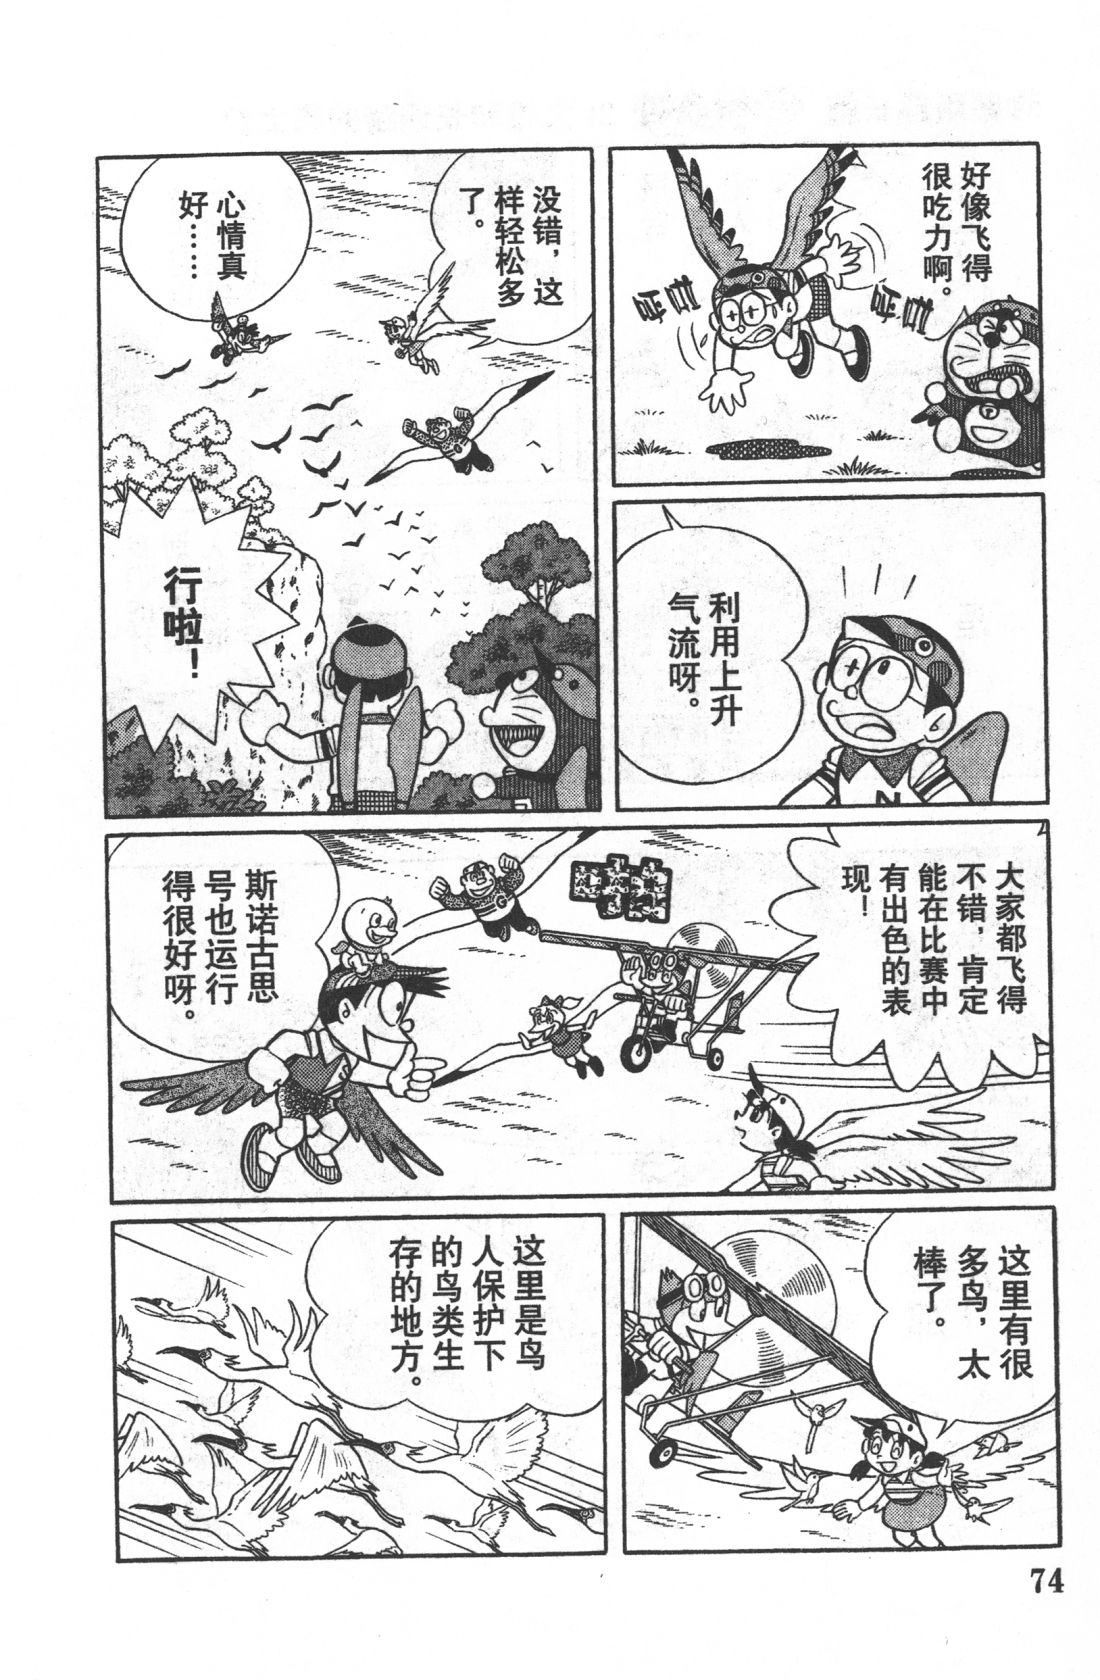 好像飞得
很吃力啊。
利用上升
气流呀。
没错，这
样轻松多
了。
心情真
好……
行啦！
大家都飞得
不错，肯定
能在比赛中
有出色的表
现！
斯诺古思
号也运行
得很好呀。
这里有很
多鸟，太
棒了。
这里是鸟
人保护下
的鸟类生
存的地方。
74